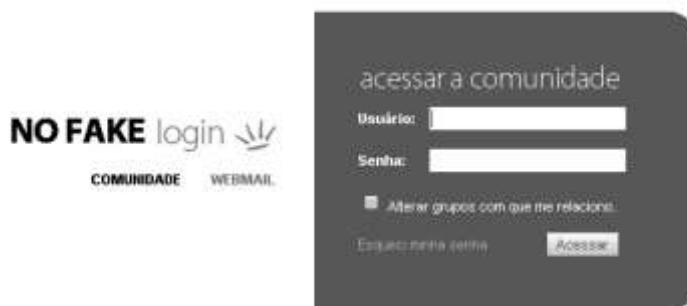 NO FAKE login
COMUNIDADE WEBMAIL
acessar a comunidade
Usuário:
Senha:
Alterar grupos com que me relaciono.
Esqueci minha senha
Acessar